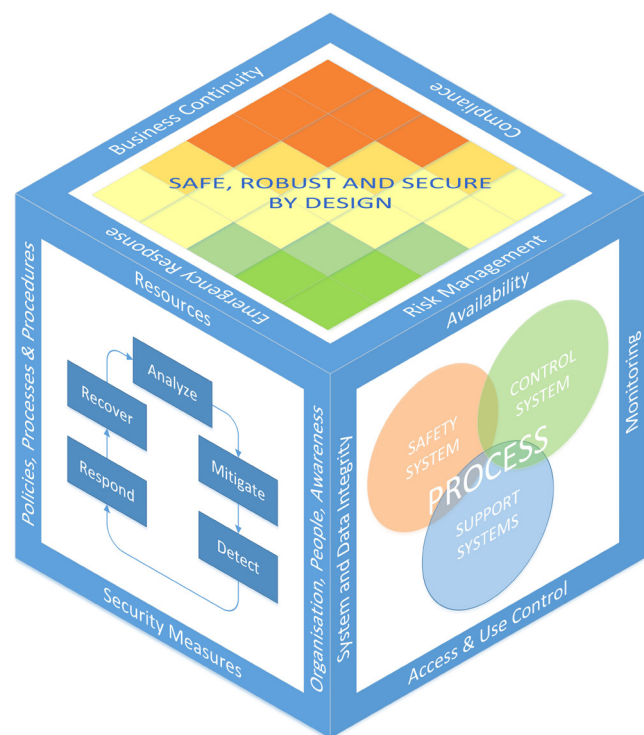 Business Continuity
Compliance
SAFE, ROBUST AND SECURE
BY DESIGN
Emergency Response
Risk Management
Policies, Processes & Procedures
Resources
Analyze
Recover
Mitigate
Respond
Detect
Security Measures
Organisation, People, Awareness
System and Data Integrity
Availability
Monitoring
CONTROL
SYSTEM
SAFETY
SYSTEM
PROCESS
SUPPORT
SYSTEMS
Access & Use Control